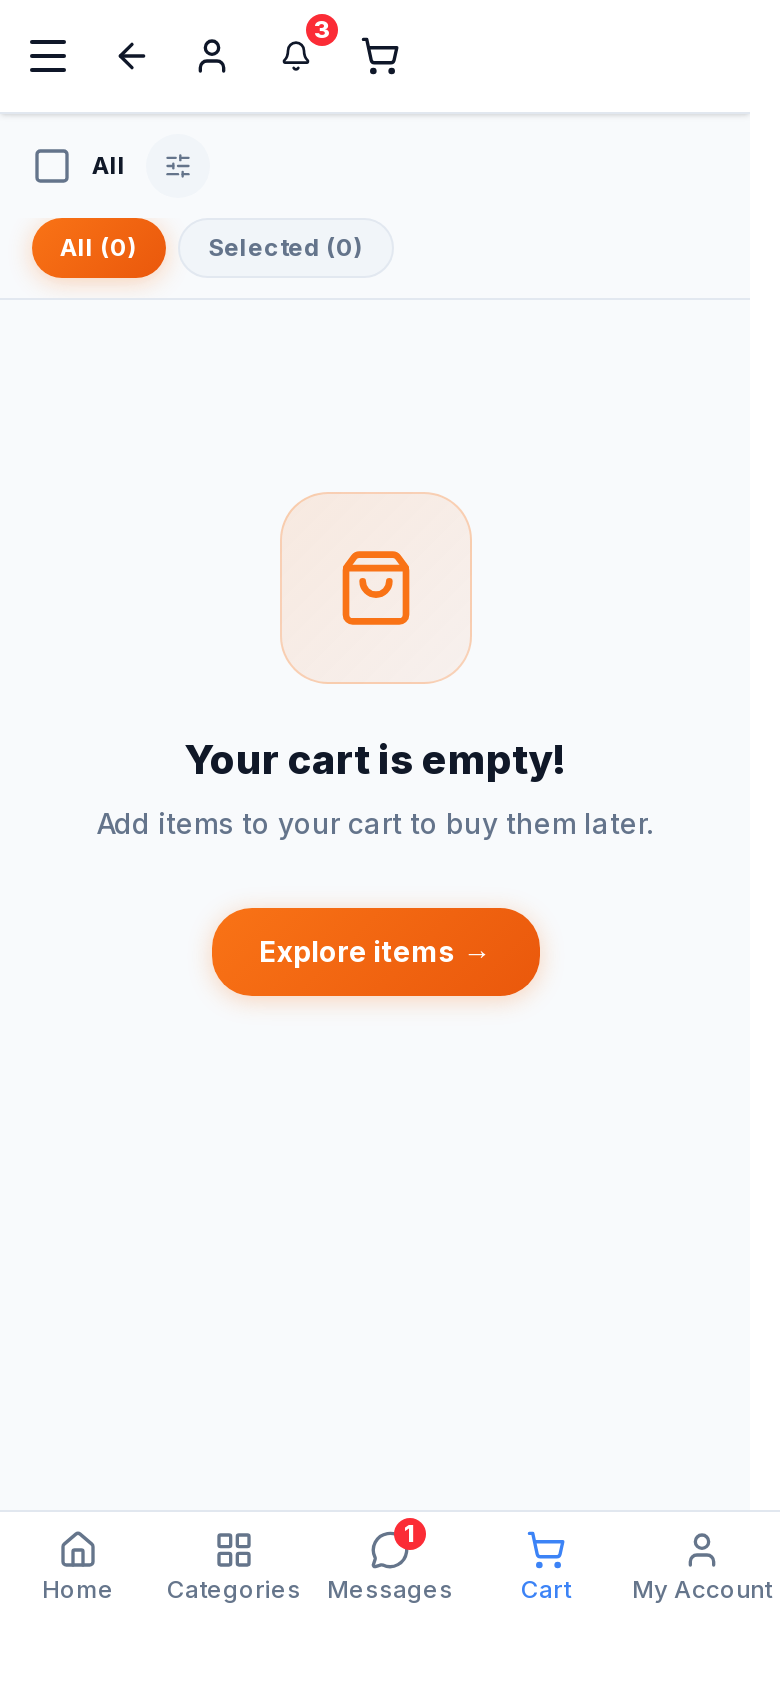 3
All
All (0)
Selected (0)
Your cart is empty!
Add items to your cart to buy them later.
Explore items →
1
Home
Categories
Messages
Cart
My Account